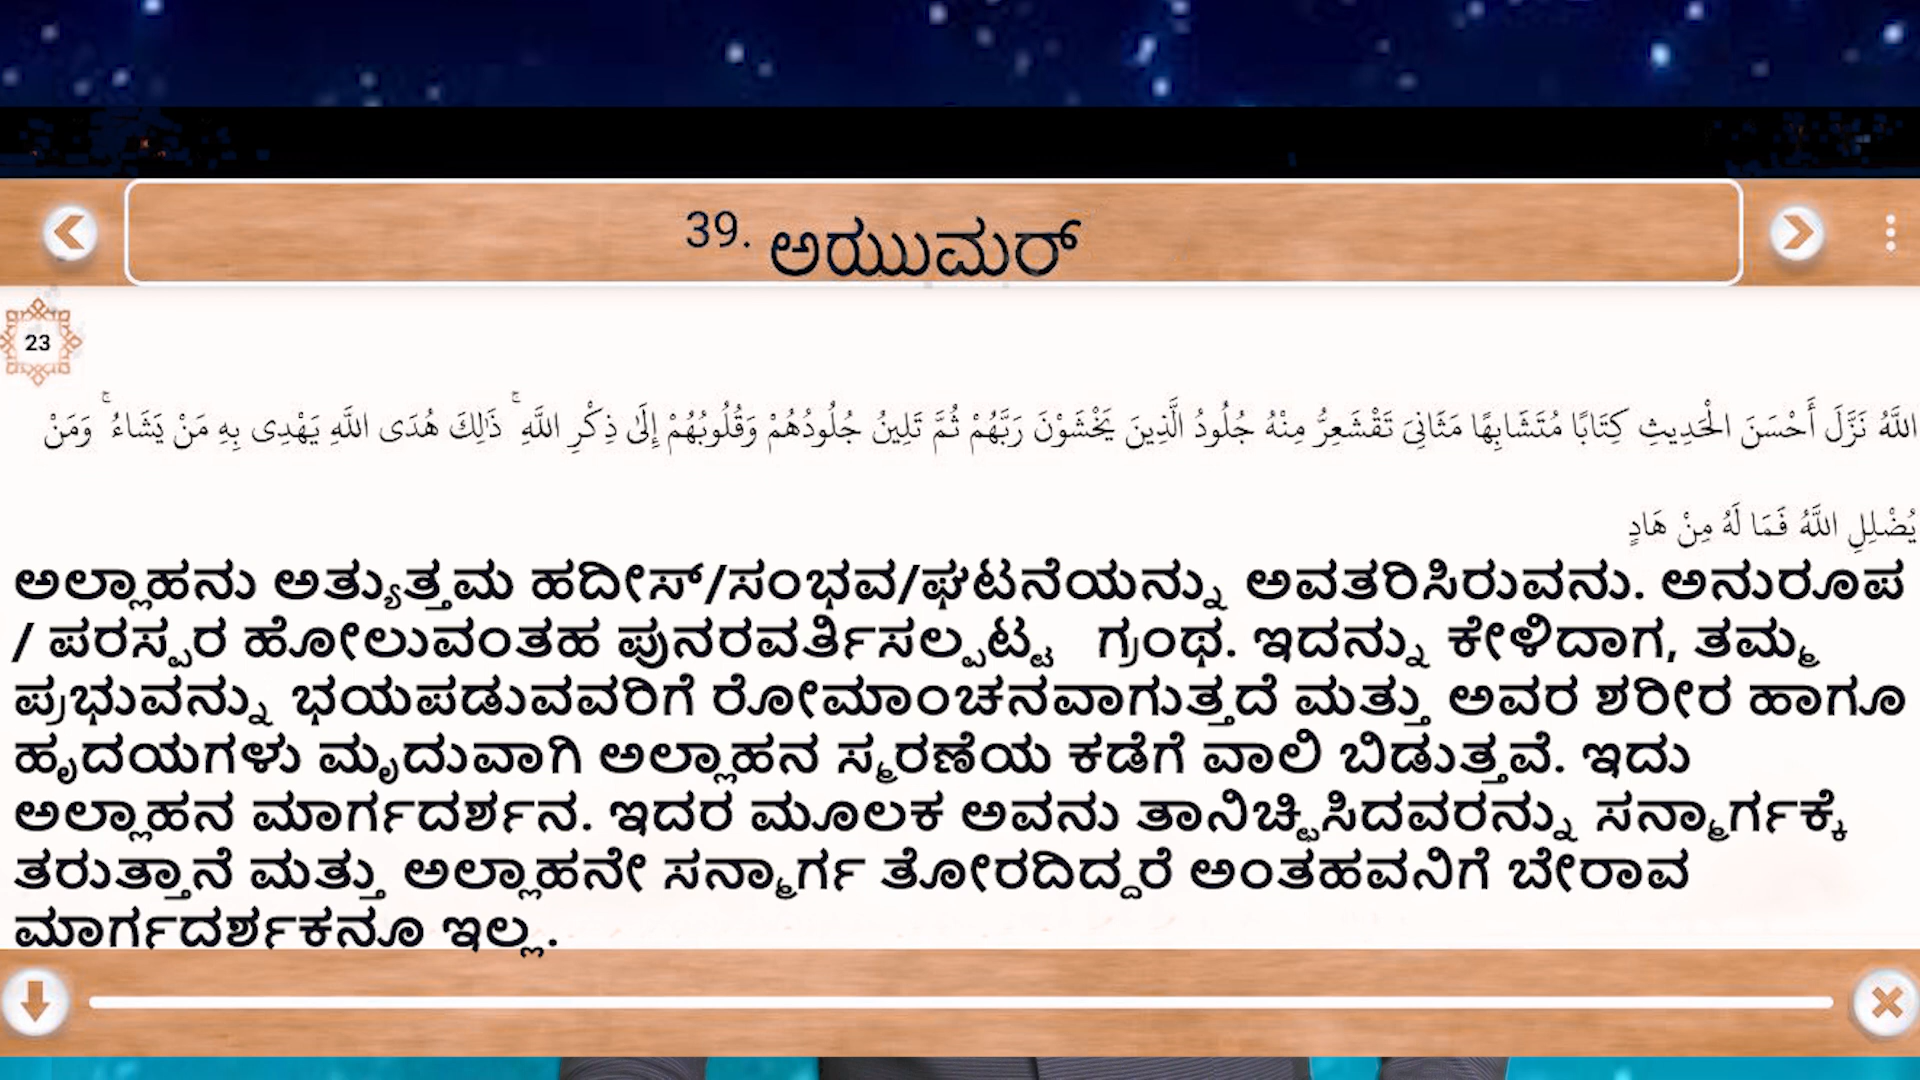 39. ಅಝುಮರ್
23
اللَّهُ نَزَّلَ أَحْسَنَ الْحَدِيثِ كِتَابًا مُتَشَابِهًا مَثَانِيَ تَقْشَعِرُّ مِنْهُ جُلُودُ الَّذِينَ يَخْشَوْنَ رَبَّهُمْ ثُمَّ تَلِينُ جُلُودُهُمْ وَقُلُوبُهُمْ إِلَىٰ ذِكْرِ اللَّهِ ۚ ذَٰلِكَ هُدَى اللَّهِ يَهْدِي بِهِ مَنْ يَشَاءُ ۚ وَمَنْ
يُضْلِلِ اللَّهُ فَمَا لَهُ مِنْ هَادٍ
ಅಲ್ಲಾಹನು ಅತ್ಯುತ್ತಮ ಹದೀಸ್/ಸಂಭವ/ಘಟನೆಯನ್ನು ಅವತರಿಸಿರುವನು. ಅನುರೂಪ
/ ಪರಸ್ಪರ ಹೋಲುವಂತಹ ಪುನರವರ್ತಿಸಲ್ಪಟ್ಟ ಗ್ರಂಥ. ಇದನ್ನು ಕೇಳಿದಾಗ, ತಮ್ಮ
ಪ್ರಭುವನ್ನು ಭಯಪಡುವವರಿಗೆ ರೋಮಾಂಚನವಾಗುತ್ತದೆ ಮತ್ತು ಅವರ ಶರೀರ ಹಾಗೂ
ಹೃದಯಗಳು ಮೃದುವಾಗಿ ಅಲ್ಲಾಹನ ಸ್ಮರಣೆಯ ಕಡೆಗೆ ವಾಲಿ ಬಿಡುತ್ತವೆ. ಇದು
ಅಲ್ಲಾಹನ ಮಾರ್ಗದರ್ಶನ. ಇದರ ಮೂಲಕ ಅವನು ತಾನಿಚ್ಛಿಸಿದವರನ್ನು ಸನ್ಮಾರ್ಗಕ್ಕೆ
ತರುತ್ತಾನೆ ಮತ್ತು ಅಲ್ಲಾಹನೇ ಸನ್ಮಾರ್ಗ ತೋರದಿದ್ದರೆ ಅಂತಹವನಿಗೆ ಬೇರಾವ
ಮಾರ್ಗದರ್ಶಕನೂ ಇಲ್ಲ.